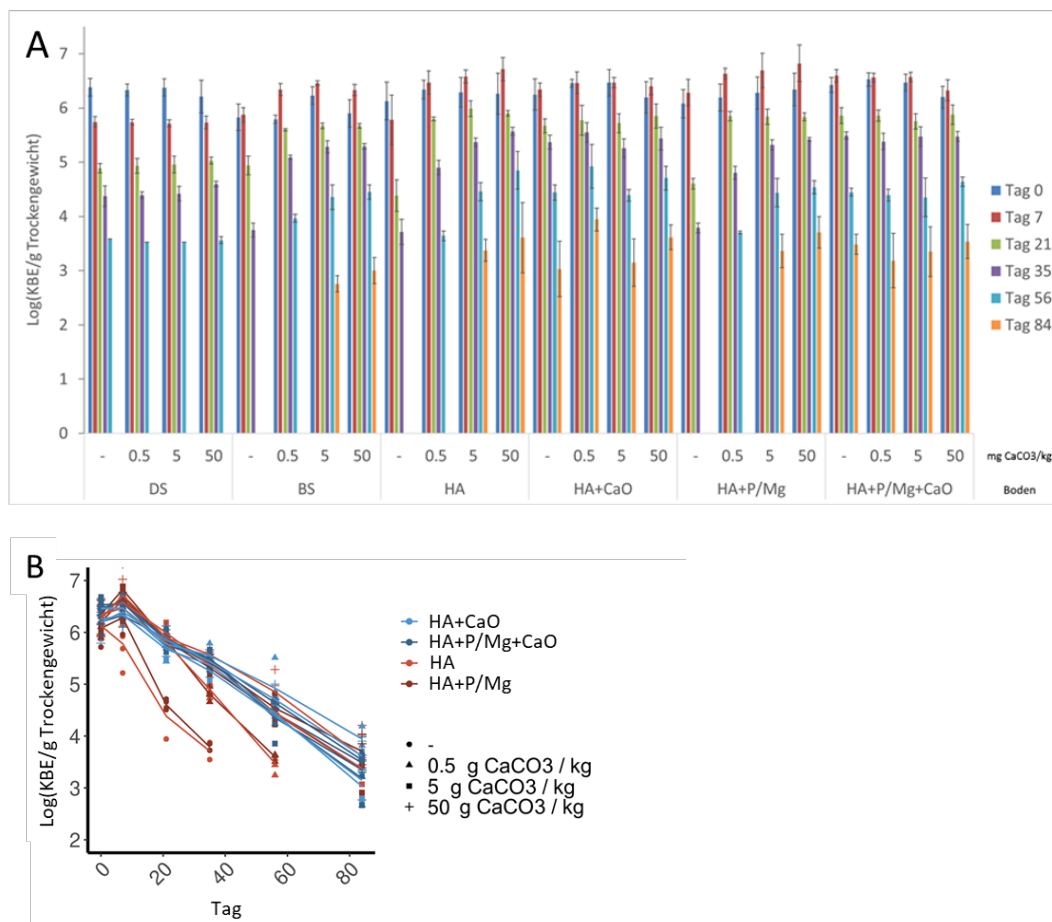 A
Log(KBE/g Trockengewicht)
7
6
5
4
3
2
1
0
Tag 0
Tag 7
Tag 21
Tag 35
Tag 56
Tag 84
- 0.5 5 50 - 0.5 5 50 - 0.5 5 50 - 0.5 5 50 - 0.5 5 50 - 0.5 5 50 mg CaCO3/kg
DS BS HA HA+CaO HA+P/Mg HA+P/Mg+CaO Boden
B
Log(KBE/g Trockengewicht)
7
6
5
4
3
2
0 20 40 60 80
Tag
HA+CaO
HA+P/Mg+CaO
HA
HA+P/Mg
-
0.5 g CaCO3 / kg
5 g CaCO3 / kg
50 g CaCO3 / kg